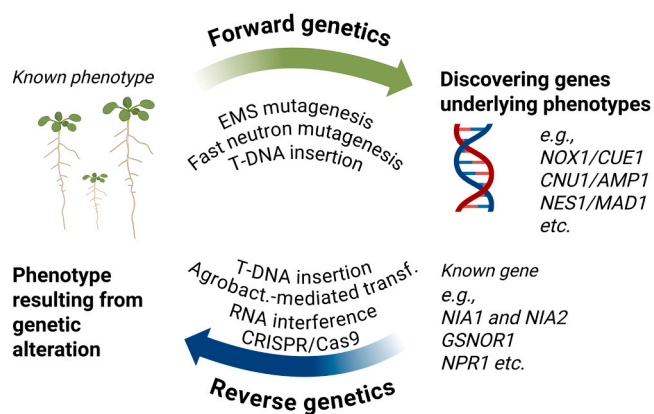 Forward genetics
Known phenotype
EMS mutagenesis
Fast neutron mutagenesis
T-DNA insertion
Discovering genes
underlying phenotypes
e.g.,
NOX1/CUE1
CNU1/AMP1
NES1/MAD1
etc.
Phenotype
resulting from
genetic
alteration
T-DNA insertion
Agrobact.-mediated transf.
RNA interference
CRISPR/Cas9
Known gene
e.g.,
NIA1 and NIA2
GSNOR1
NPR1 etc.
Reverse genetics